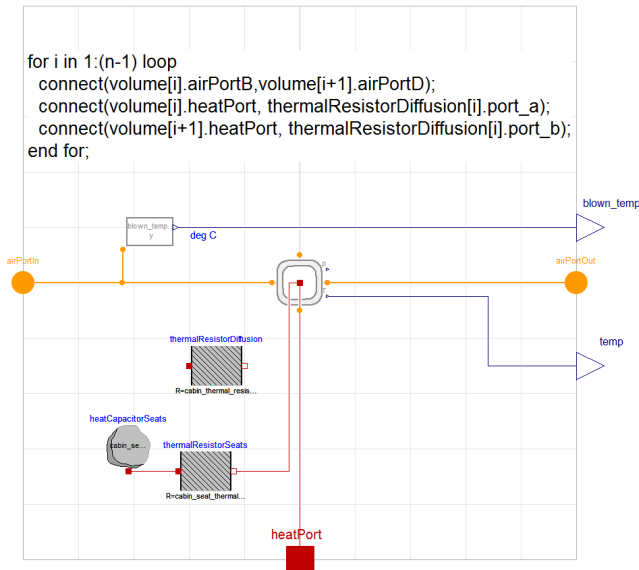 for i in 1:(n-1) loop
connect(volume[i].airPortB,volume[i+1].airPortD);
connect(volume[i].heatPort, thermalResistorDiffusion[i].port_a);
connect(volume[i+1].heatPort, thermalResistorDiffusion[i].port_b);
end for;
blown_temp
blown_temp...
y
deg C
airPortIn
airPortOut
p
T
temp
thermalResistorDiffusion
R=cabin_thermal_resis...
heatCapacitorSeats
cabin_se...
thermalResistorSeats
R=cabin_seat_thermal...
heatPort